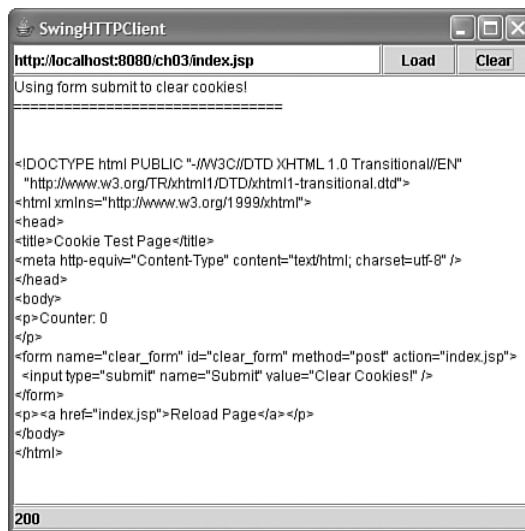 SwingHTTPClient
http://localhost:8080/ch03/index.jsp Load Clear
Using form submit to clear cookies!
================================
<!DOCTYPE html PUBLIC "-//W3C//DTD XHTML 1.0 Transitional//EN"
"http://www.w3.org/TR/xhtml1/DTD/xhtml1-transitional.dtd">
<html xmlns="http://www.w3.org/1999/xhtml">
<head>
<title>Cookie Test Page</title>
<meta http-equiv="Content-Type" content="text/html; charset=utf-8" />
</head>
<body>
<p>Counter: 0
</p>
<form name="clear_form" id="clear_form" method="post" action="index.jsp">
<input type="submit" name="Submit" value="Clear Cookies!" />
</form>
<p><a href="index.jsp">Reload Page</a></p>
</body>
</html>
200